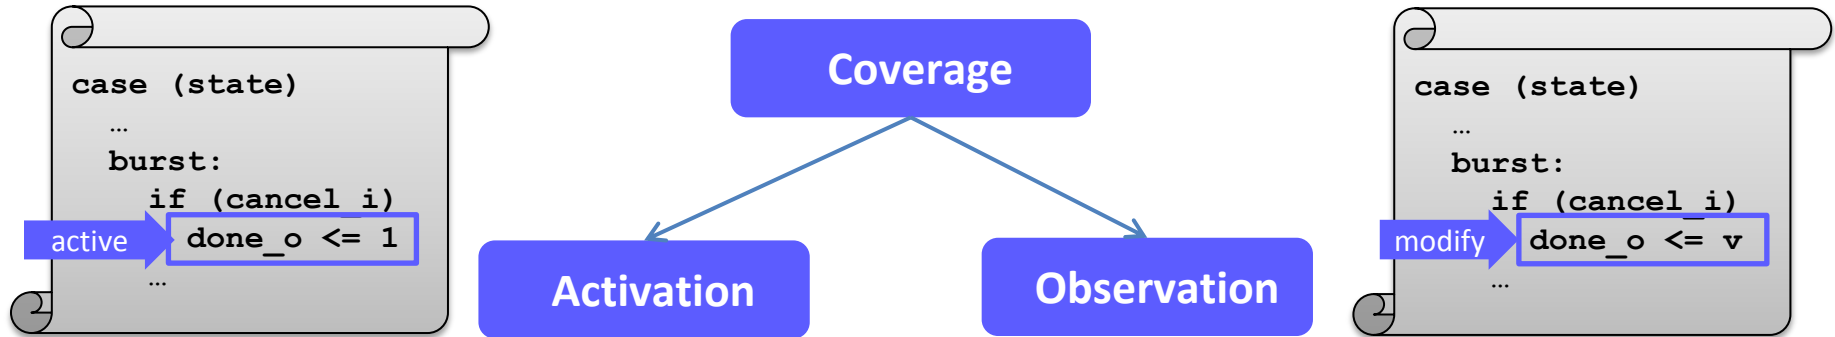 case (state)
…
burst:
if (cancel_i)
active
done_o <= 1
…
Coverage
Activation
Observation
case (state)
…
burst:
if (cancel_i)
modify
done_o <= v
…